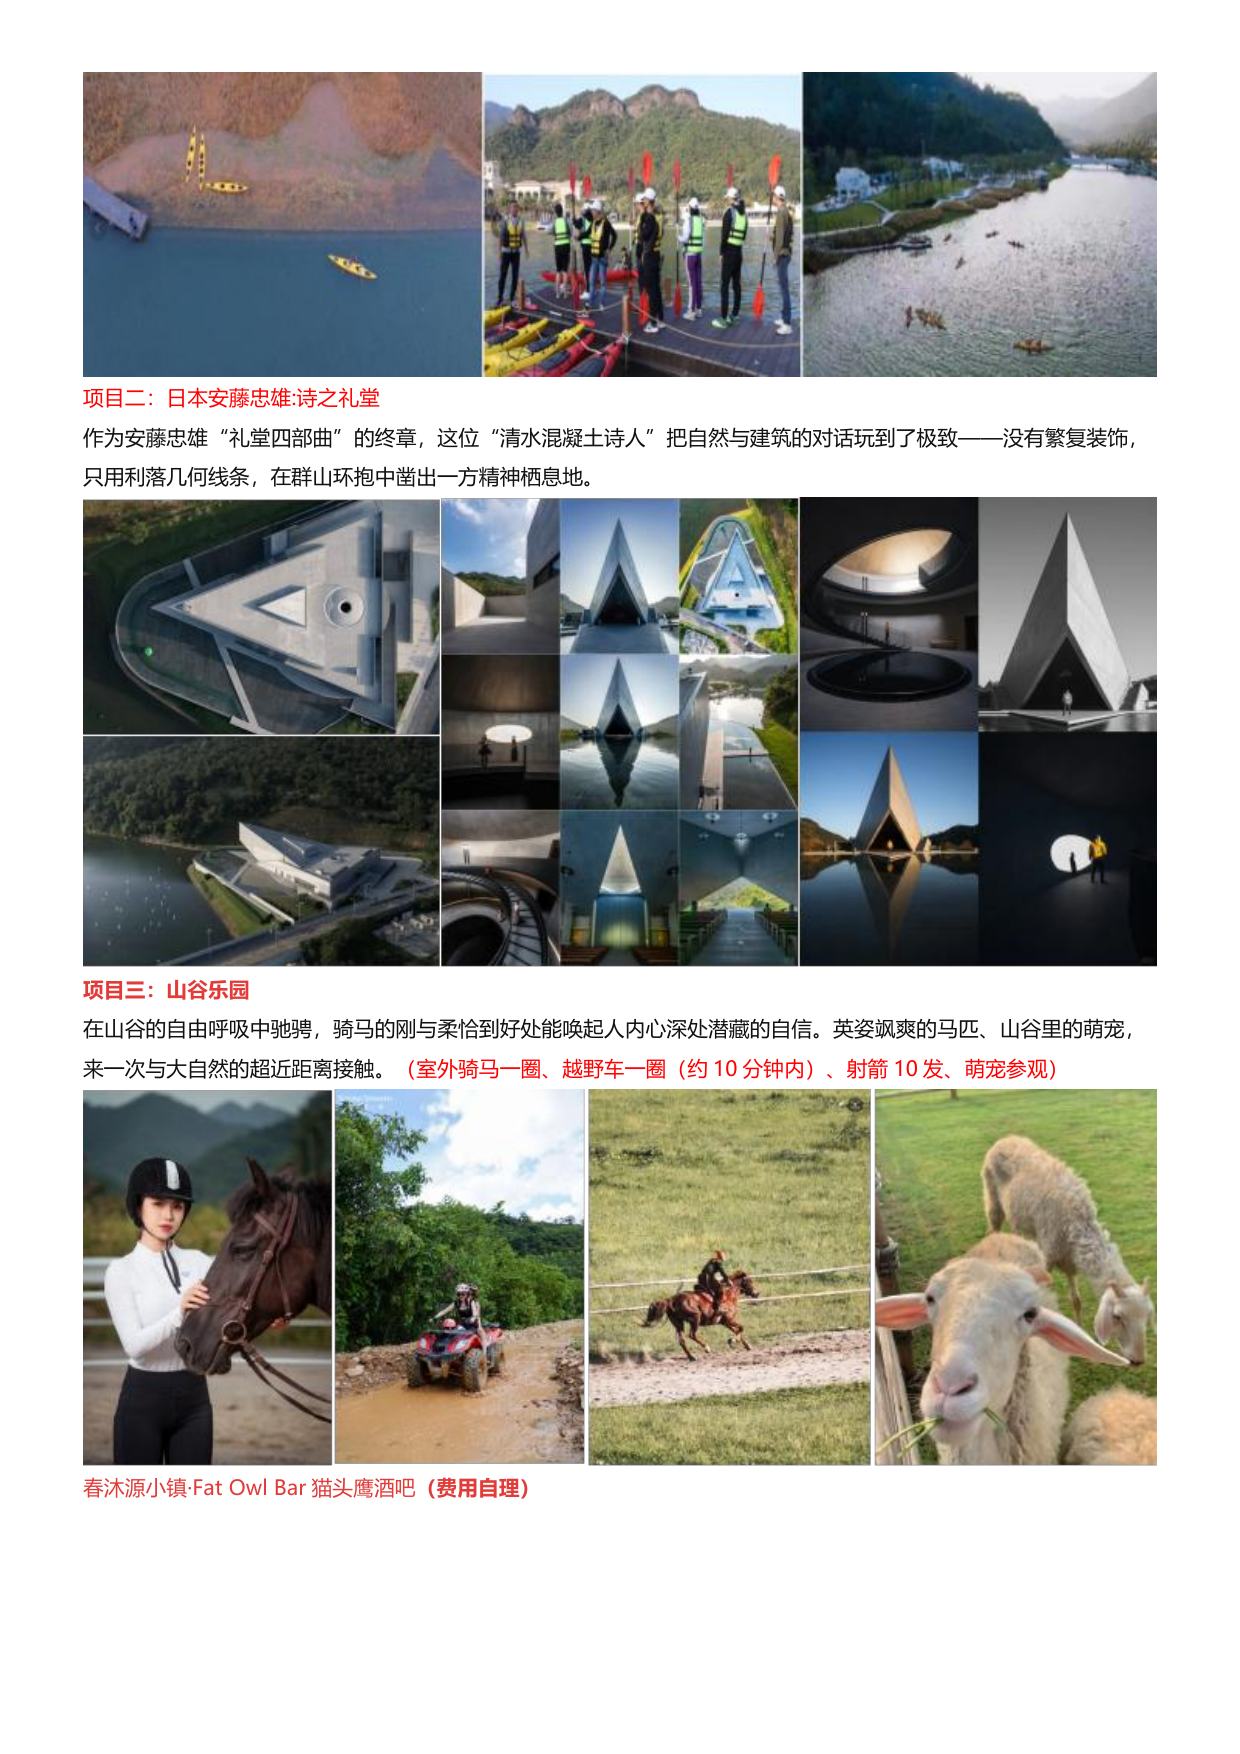 项目二：日本安藤忠雄:诗之礼堂
作为安藤忠雄“礼堂四部曲”的终章，这位“清水混凝土诗人”把自然与建筑的对话玩到了极致——没有繁复装饰，
只用利落几何线条，在群山环抱中凿出一方精神栖息地。
项目三：山谷乐园
在山谷的自由呼吸中驰骋，骑马的刚与柔恰到好处能唤起人内心深处潜藏的自信。英姿飒爽的马匹、山谷里的萌宠，
来一次与大自然的超近距离接触。（室外骑马一圈、越野车一圈（约 10 分钟内）、射箭 10 发、萌宠参观）
春沐源小镇·Fat Owl Bar 猫头鹰酒吧（费用自理）